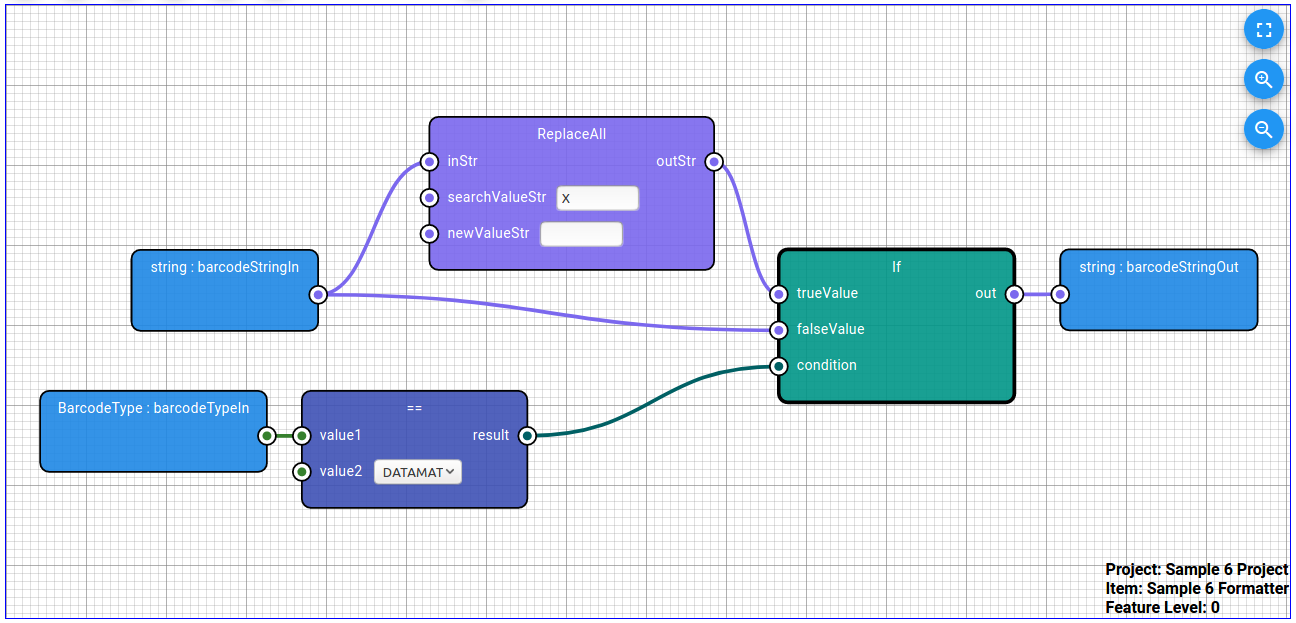 ReplaceAll
inStr
outStr
searchValueStr X
newValueStr
string : barcodeStringIn
If
trueValue
out
falseValue
condition
string : barcodeStringOut
BarcodeType : barcodeTypeIn
==
value1
result
value2 DATAMAT
Project: Sample 6 Project
Item: Sample 6 Formatter
Feature Level: 0